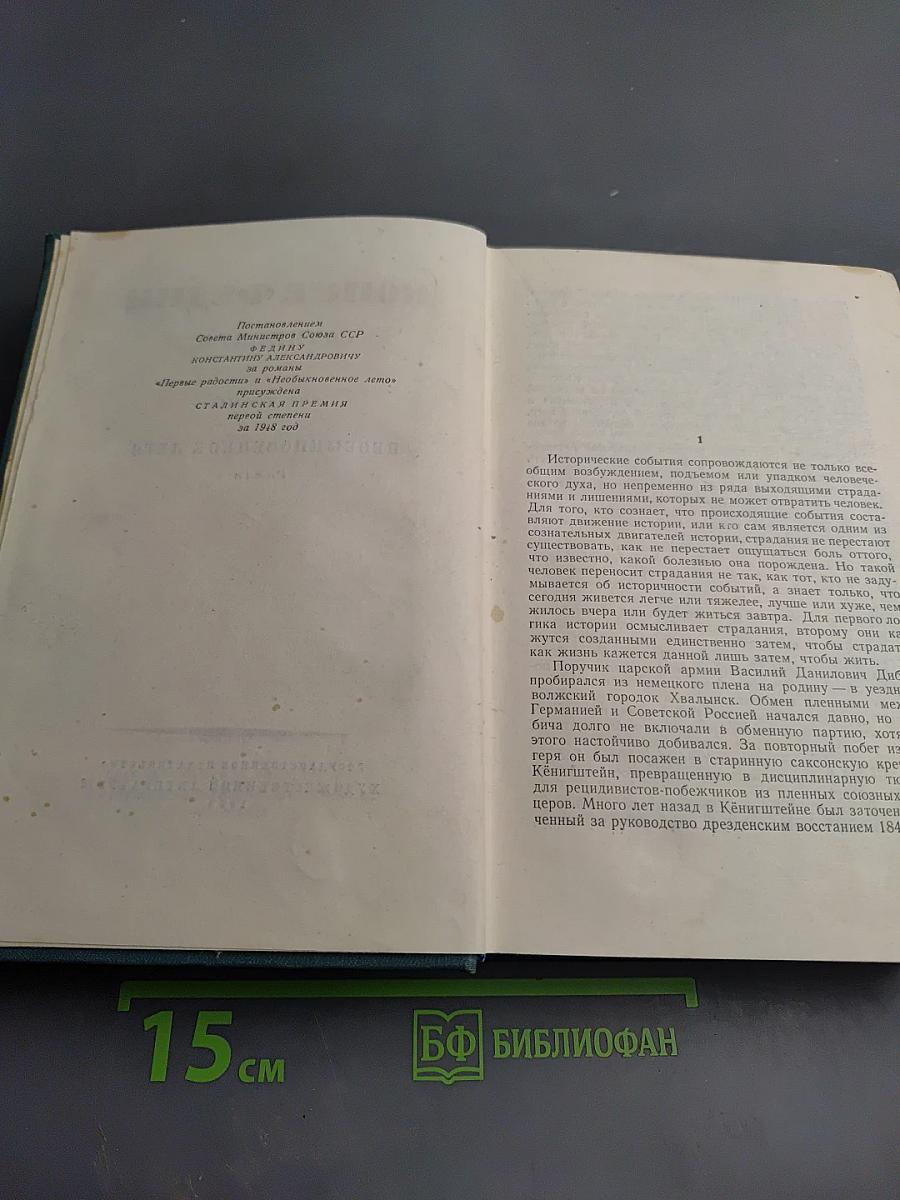 Постановлением
Совета Министров Союза ССР
ФЕДИНУ
КОНСТАНТИНУ АЛЕКСАНДРОВИЧУ
за романы
«Первые радости» и «Необыкновенное лето»
присуждена
СТАЛИНСКАЯ ПРЕМИЯ
первой степени
за 1948 год
1
Исторические события сопровождаются не только все-
общим возбуждением, подъемом или упадком человече-
ского духа, но непременно из ряда выходящими страда-
ниями и лишениями, которых не может отвратить человек.
Для того, кто сознает, что происходящие события соста-
вляют движение истории, или кто сам является одним из
сознательных двигателей истории, страдания не перестают
существовать, как не перестает ощущаться боль оттого,
что известно, какой болезнью она порождена. Но такой
человек переносит страдания не так, как тот, кто не заду-
мывается об историчности событий, а знает только, что
сегодня живется легче или тяжелее, лучше или хуже, чем
жилось вчера или будет житься завтра. Для первого ло
гика истории осмысливает страдания, второму они ка
жутся созданными единственно затем, чтобы страдат
как жизнь кажется данной лишь затем, чтобы жить.
Поручик царской армии Василий Данилович Диб
пробирался из немецкого плена на родину — в уездн
волжский городок Хвалынск. Обмен пленными меж
Германией и Советской Россией начался давно, но
бича долго не включали в обменную партию, хотя
этого настойчиво добивался. За повторный побег из
геря он был посажен в старинную саксонскую кре
Кёнигштейн, превращенную в дисциплинарную тю
для рецидивистов-побежчиков из пленных союзных
церов. Много лет назад в Кёнигштейне был заточен
ченный за руководство дрезденским восстанием 184
15 см
БФ БИБЛИОФАН